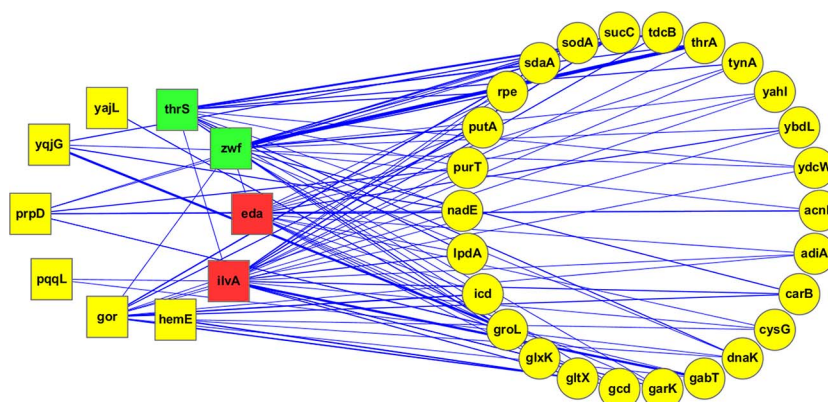 yajL
thrS
yqjG
zwf
prpD
eda
pqqL
ilvA
gor
hemE
sucC
tdcB
sodA
thrA
sdaA
tynA
rpe
yahI
putA
ybdL
purT
ydcW
nadE
lpdA
adiA
icd
carB
groL
cysG
glxK
dnaK
gltX
gabT
gcd
garK